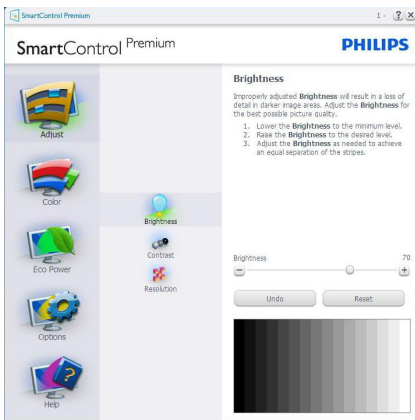 SmartControl Premium
1 -
? X
SmartControl Premium
PHILIPS
Adjust
Color
Eco Power
Options
Help
Brightness
Contrast
Resolution
Brightness
Improperly adjusted Brightness will result in a loss of
detail in darker image areas. Adjust the Brightness for
the best possible picture quality.
1. Lower the Brightness to the minimum level.
2. Raise the Brightness to the desired level.
3. Adjust the Brightness as needed to achieve
an equal separation of the stripes.
Brightness 70
Undo Reset